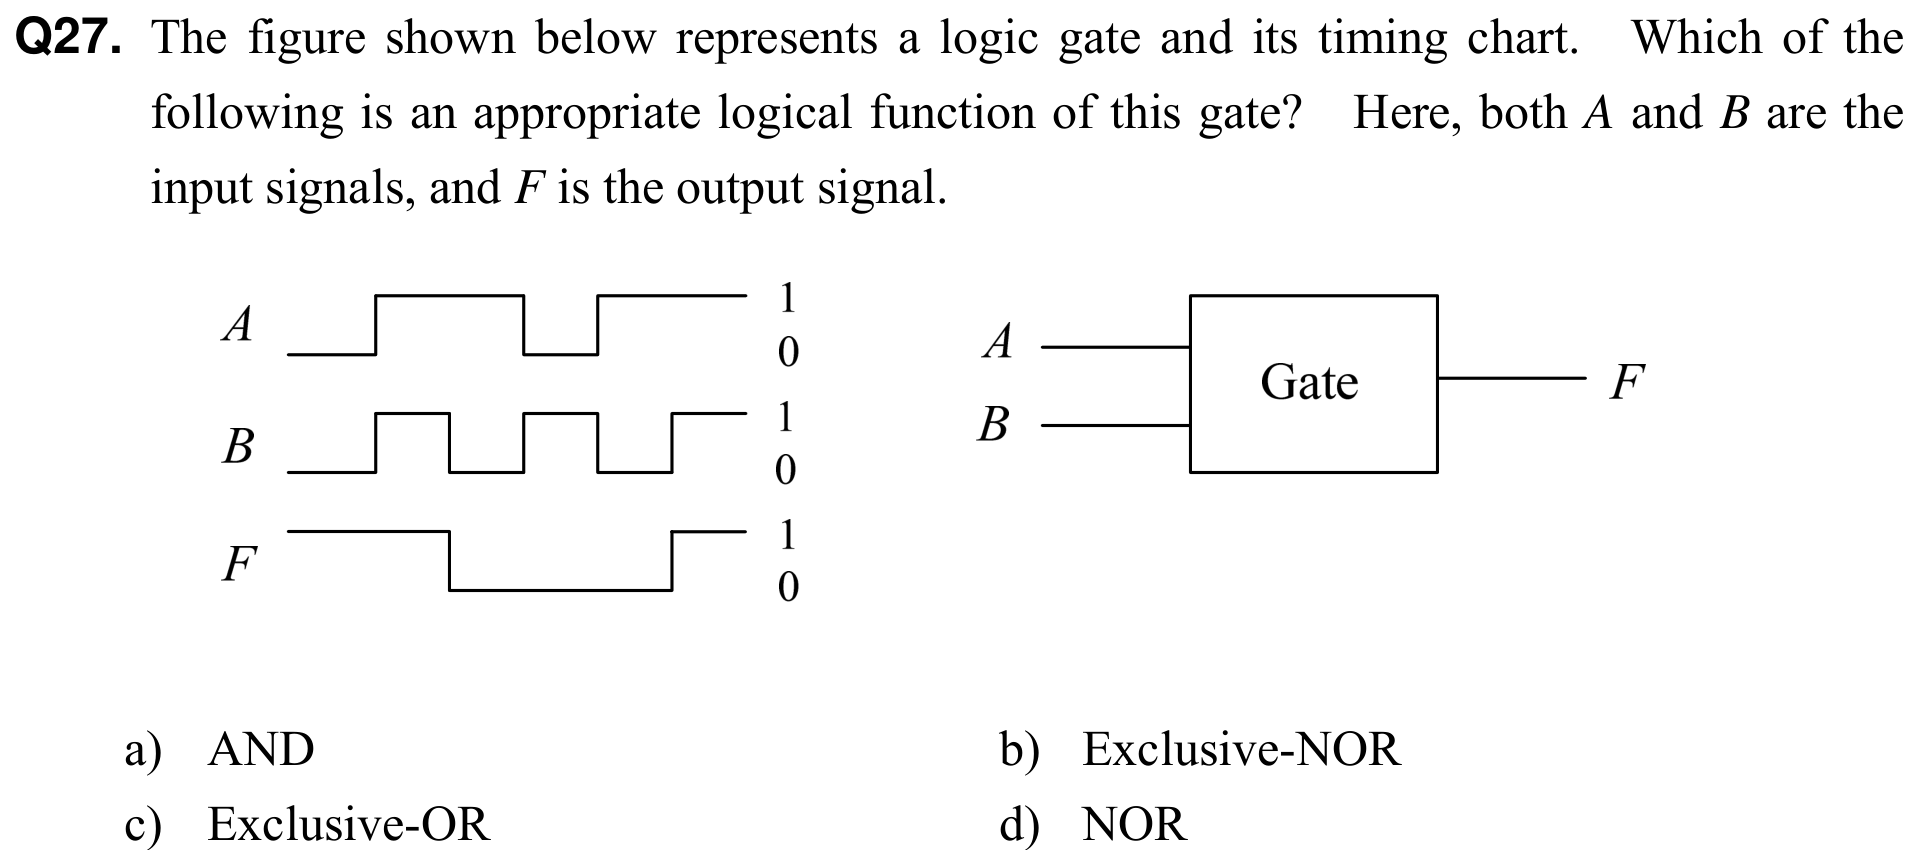 Q27. The figure shown below represents a logic gate and its timing chart. Which of the
following is an appropriate logical function of this gate? Here, both A and B are the
input signals, and F is the output signal.
A 1
0
B 1
0
F 1
0
A
B
Gate
F
a) AND
b) Exclusive-NOR
c) Exclusive-OR
d) NOR